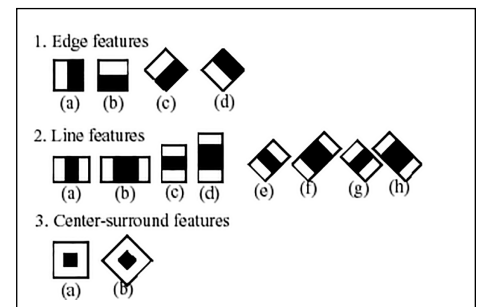 1. Edge features
(a) (b) (c) (d)
2. Line features
(a) (b) (c) (d) (e) (f) (g) (h)
3. Center-surround features
(a) (b)